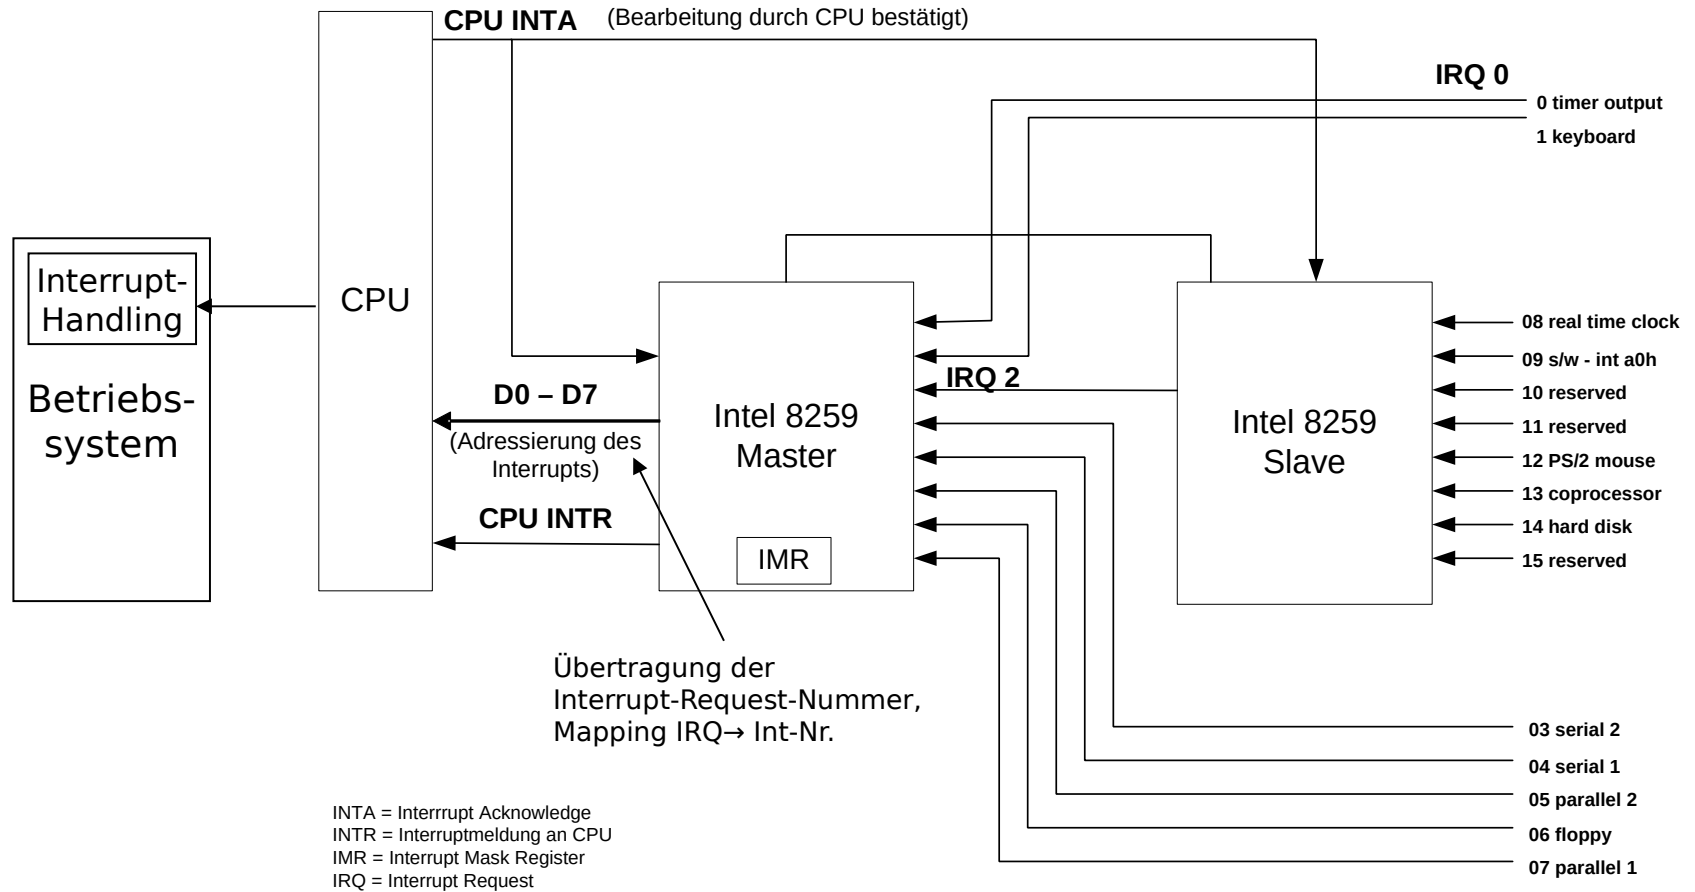 CPU INTA (Bearbeitung durch CPU bestätigt)
IRQ 0
0 timer output
1 keyboard
Interrupt-
Handling
Betriebs-
system
CPU
D0 – D7
(Adressierung des
Interrupts)
CPU INTR
Intel 8259
Master
IMR
IRQ 2
Intel 8259
Slave
08 real time clock
09 s/w - int a0h
10 reserved
11 reserved
12 PS/2 mouse
13 coprocessor
14 hard disk
15 reserved
Übertragung der
Interrupt-Request-Nummer,
Mapping IRQ→ Int-Nr.
03 serial 2
04 serial 1
05 parallel 2
06 floppy
07 parallel 1
INTA = Interrrupt Acknowledge
INTR = Interruptmeldung an CPU
IMR = Interrupt Mask Register
IRQ = Interrupt Request